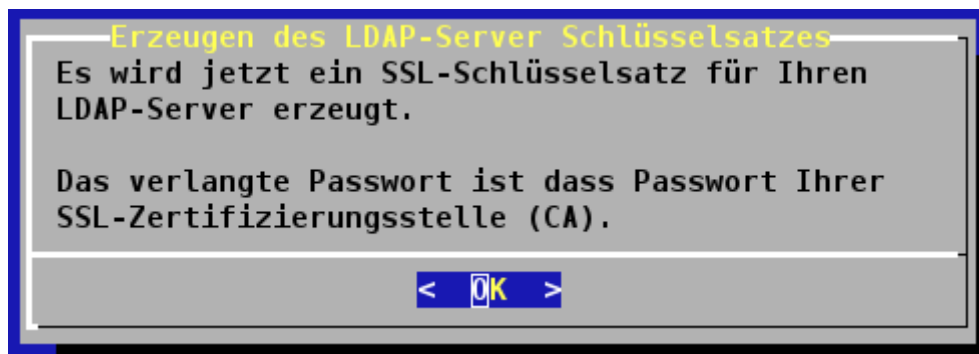 Erzeugen des LDAP-Server Schlüsselsatzes
Es wird jetzt ein SSL-Schlüsselsatz für Ihren
LDAP-Server erzeugt.
Das verlangte Passwort ist dass Passwort Ihrer
SSL-Zertifizierungsstelle (CA).
< OK >